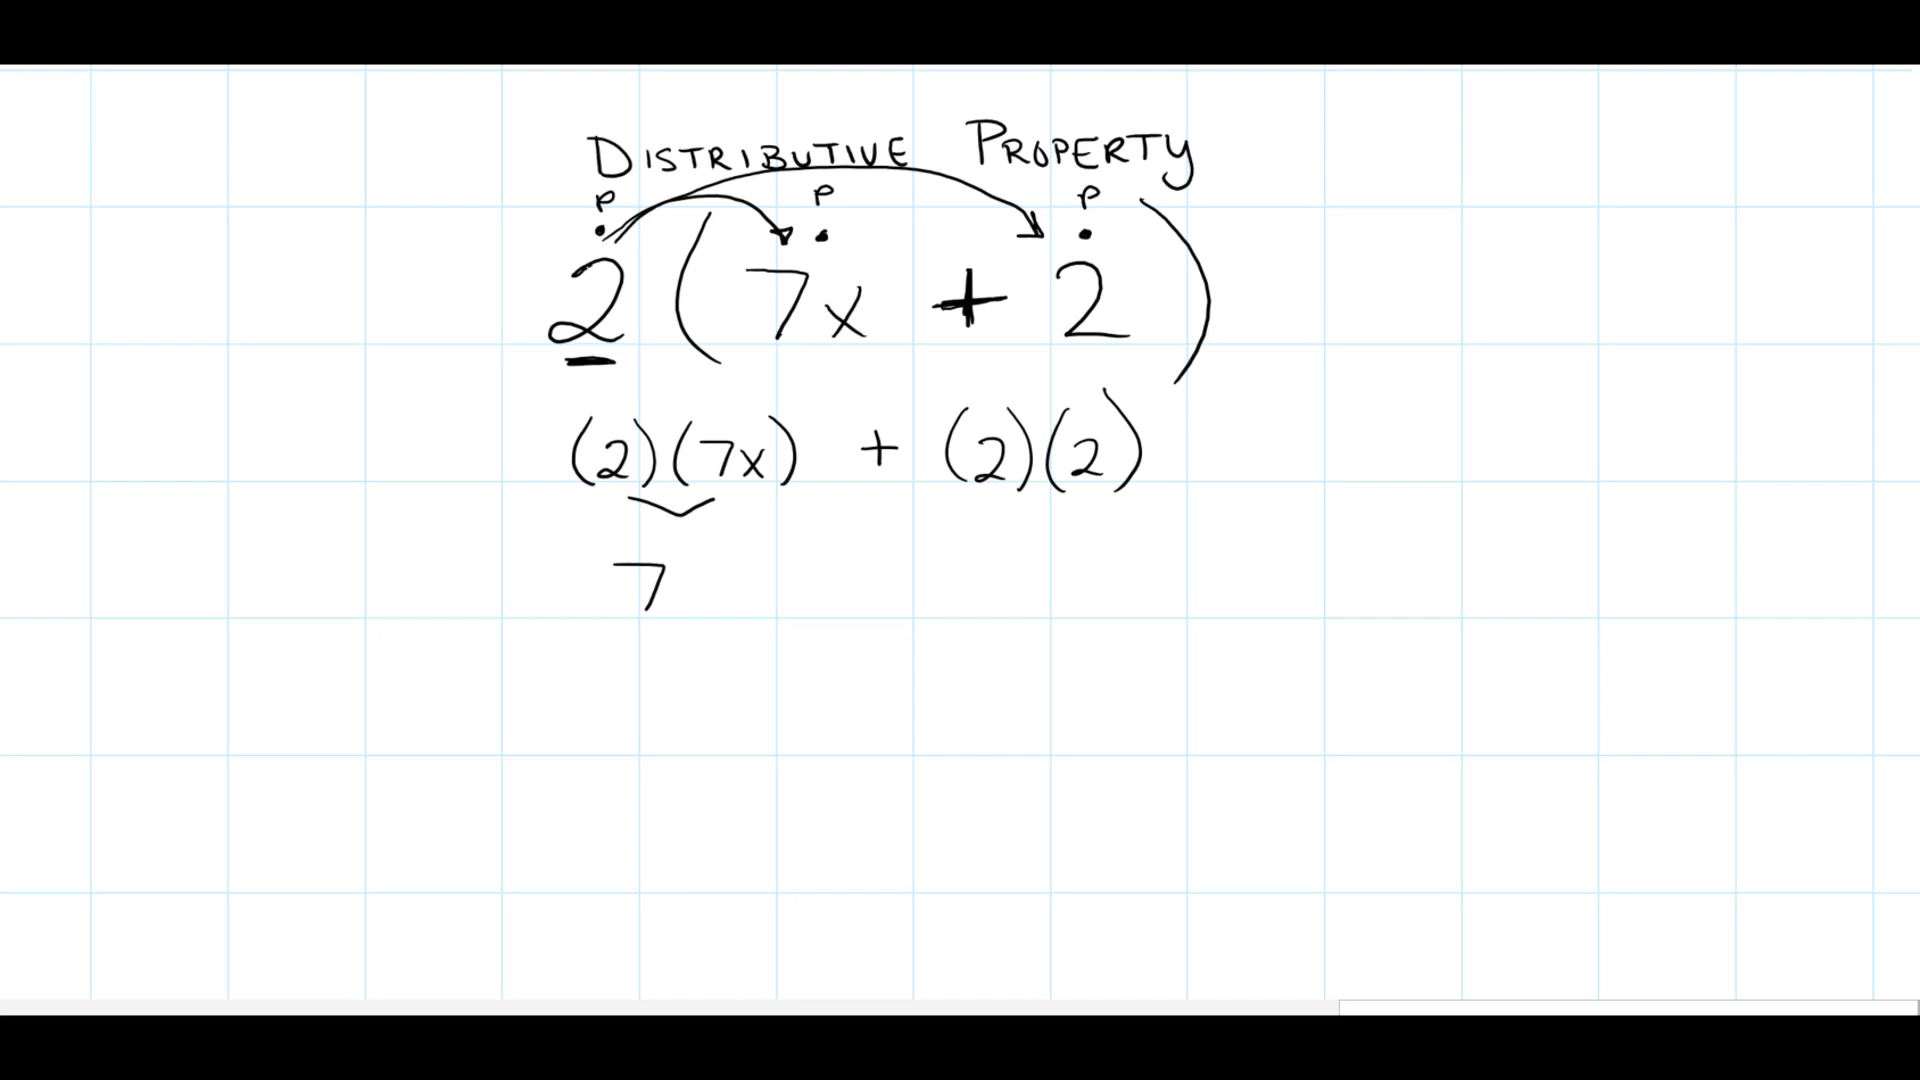 DISTRIBUTIVE PROPERTY
P P P
2 ( 7x + 2 )
(2)(7x) + (2)(2)
7